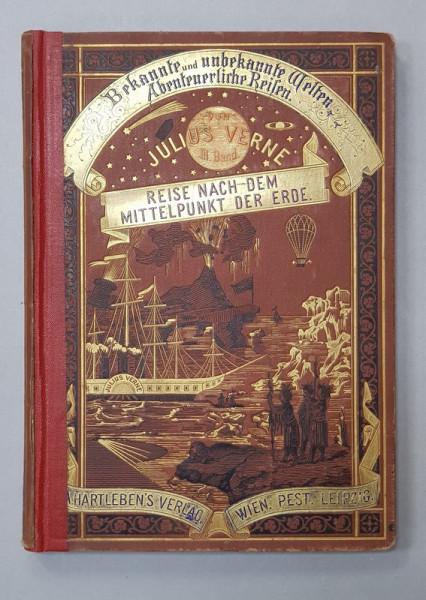 Bekannte und unbekannte Welten.
Abenteuerliche Reisen.
von
JULIUS VERNE
III. Band.
REISE NACH DEM
MITTELPUNKT DER ERDE.
JULIUS VERNE
A. HARTLEBEN'S VERLAG.
WIEN. PEST. LEIPZIG.